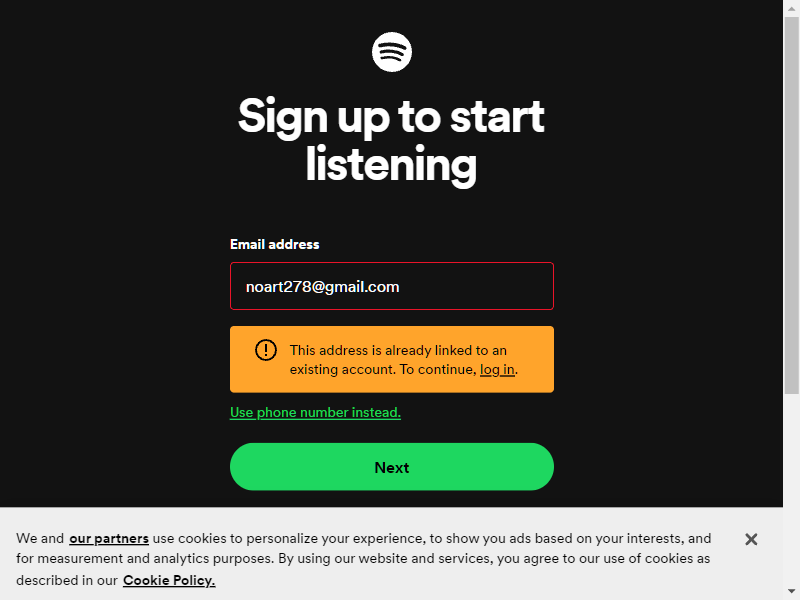 Sign up to start
listening
Email address
noart278@gmail.com
This address is already linked to an
existing account. To continue, log in.
Use phone number instead.
Next
We and our partners use cookies to personalize your experience, to show you ads based on your interests, and
for measurement and analytics purposes. By using our website and services, you agree to our use of cookies as
described in our Cookie Policy.